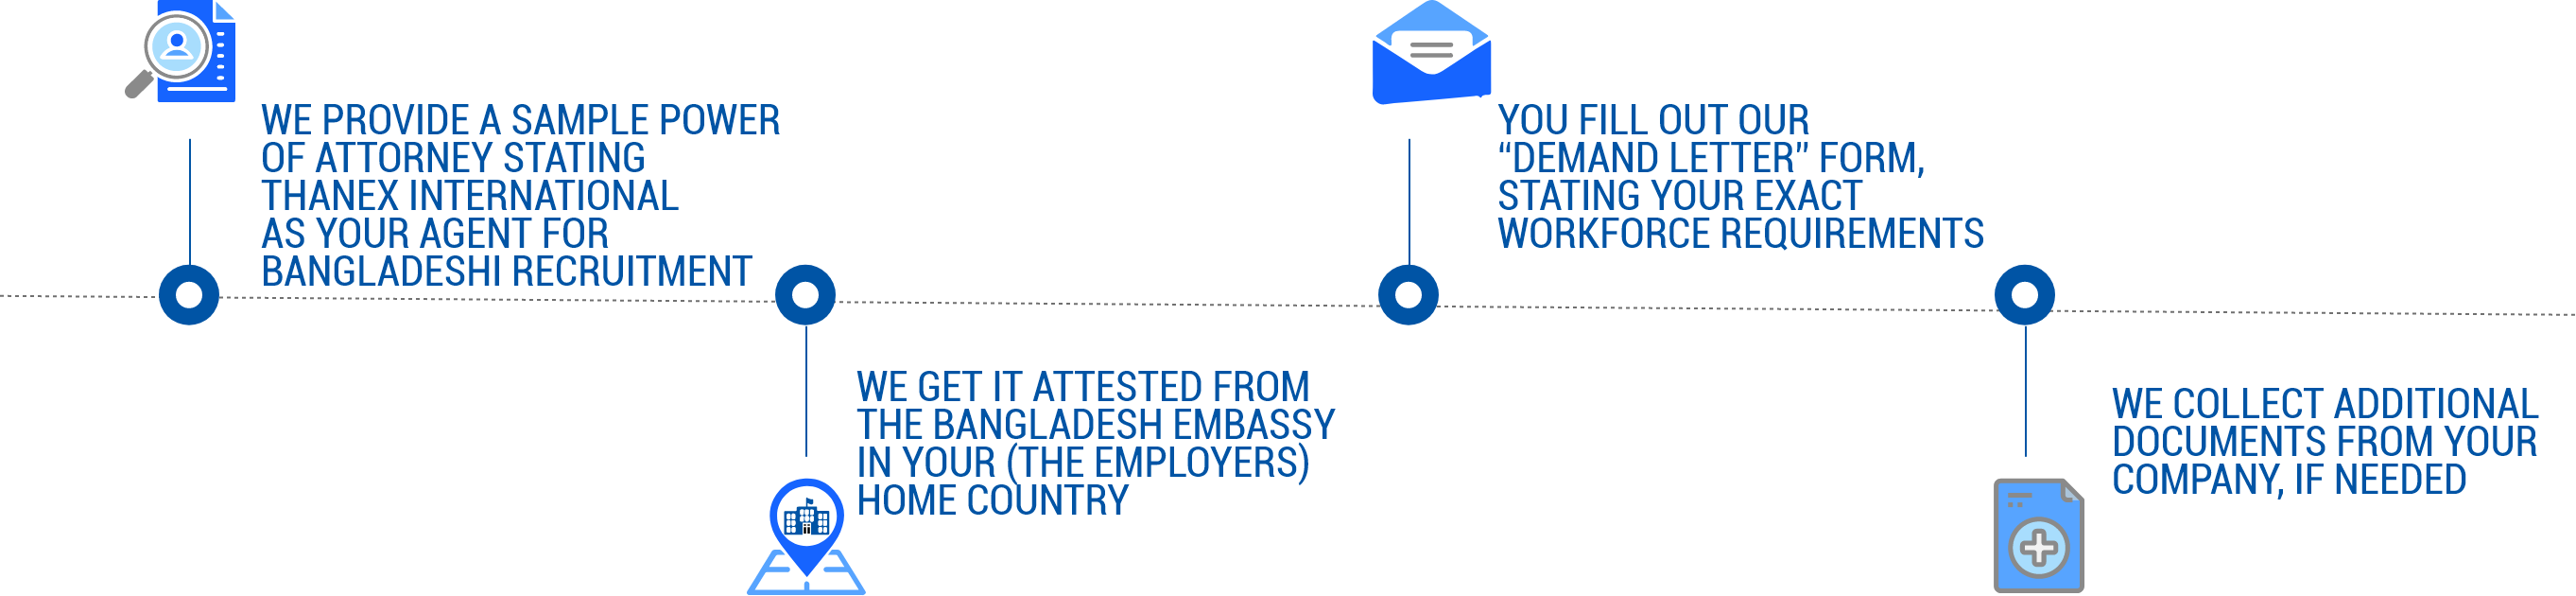 WE PROVIDE A SAMPLE POWER
OF ATTORNEY STATING
THANEX INTERNATIONAL
AS YOUR AGENT FOR
BANGLADESHI RECRUITMENT
WE GET IT ATTESTED FROM
THE BANGLADESH EMBASSY
IN YOUR (THE EMPLOYERS)
HOME COUNTRY
YOU FILL OUT OUR
“DEMAND LETTER” FORM,
STATING YOUR EXACT
WORKFORCE REQUIREMENTS
WE COLLECT ADDITIONAL
DOCUMENTS FROM YOUR
COMPANY, IF NEEDED